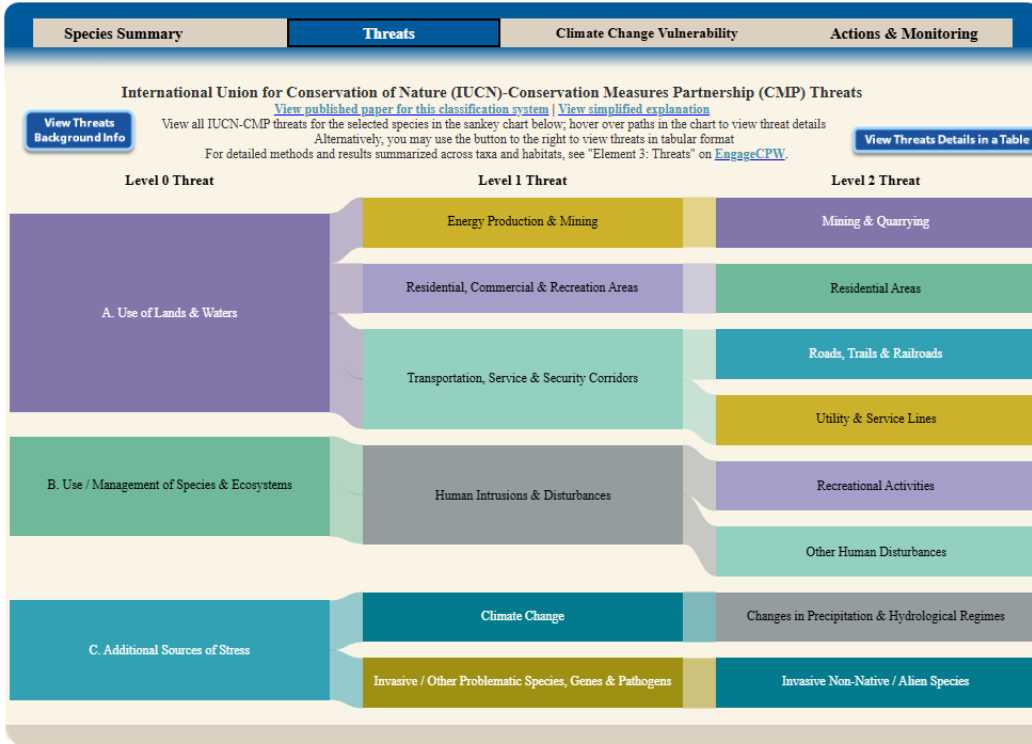 Species Summary
Threats
Climate Change Vulnerability
Actions & Monitoring
International Union for Conservation of Nature (IUCN)-Conservation Measures Partnership (CMP) Threats
View published paper for this classification system | View simplified explanation
View Threats
Background Info
View all IUCN-CMP threats for the selected species in the sankey chart below; hover over paths in the chart to view threat details
Alternatively, you may use the button to the right to view threats in tabular format
View Threats Details in a Table
For detailed methods and results summarized across taxa and habitats, see "Element 3: Threats" on EngageCPW.
Level 0 Threat
Level 1 Threat
Level 2 Threat
Energy Production & Mining
Mining & Quarrying
Residential, Commercial & Recreation Areas
Residential Areas
A. Use of Lands & Waters
Roads, Trails & Railroads
Transportation, Service & Security Corridors
Utility & Service Lines
B. Use / Management of Species & Ecosystems
Human Intrusions & Disturbances
Recreational Activities
Other Human Disturbances
Climate Change
Changes in Precipitation & Hydrological Regimes
C. Additional Sources of Stress
Invasive / Other Problematic Species, Genes & Pathogens
Invasive Non-Native / Alien Species